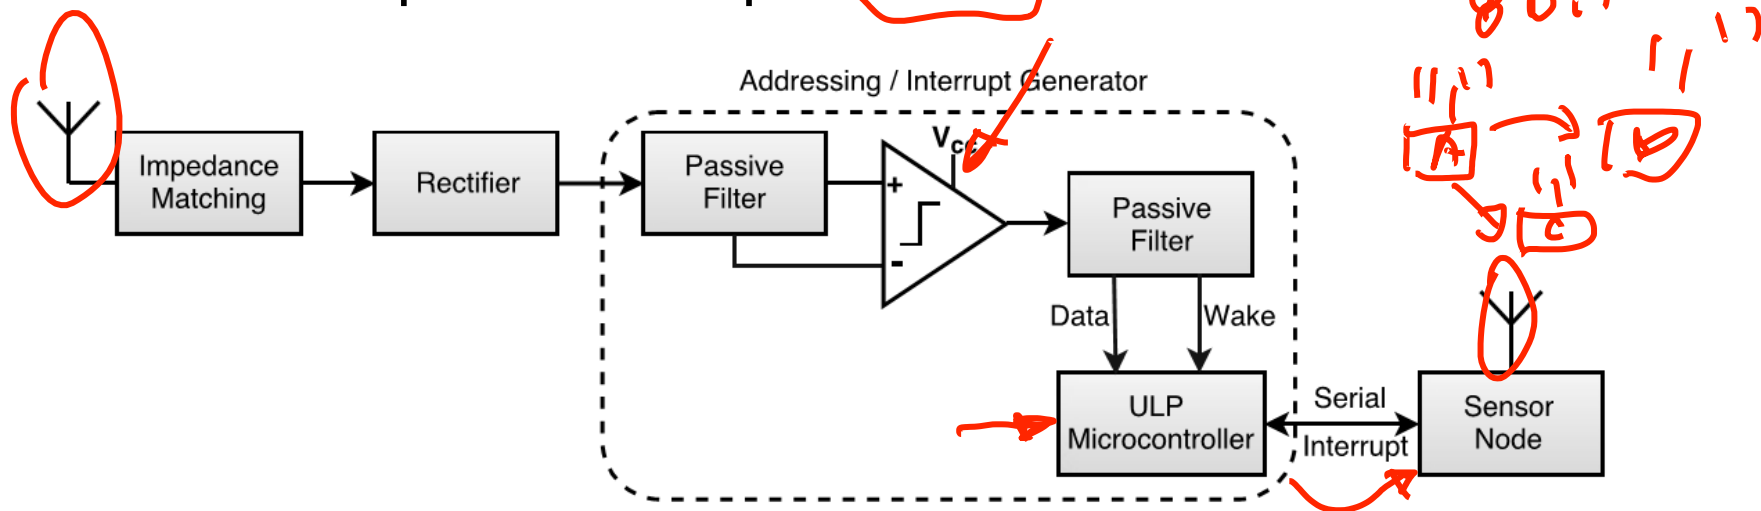 Addressing / Interrupt Generator
Impedance
Matching
Rectifier
Passive
Filter
Vcc
+
-
Passive
Filter
Data
Wake
ULP
Microcontroller
Serial
Interrupt
Sensor
Node
A
b
C